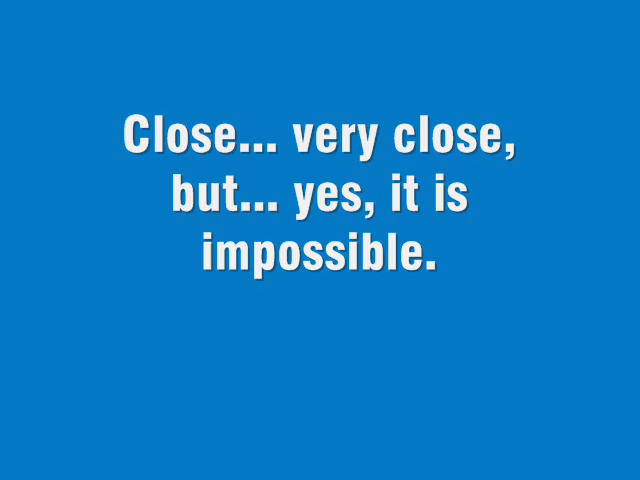 Close... very close,
but... yes, it is
impossible.